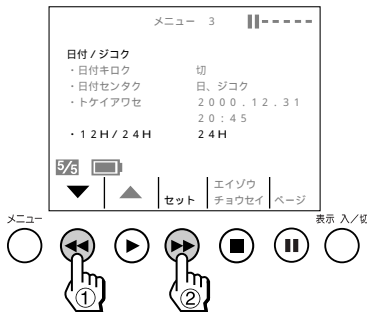 メニュー 3
日付/ジコク
・日付キロク 切
・日付センタク 日、ジコク
・トケイアワセ 2000.12.31
20:45
・12H/24H 24H
5/5
セット エイゾウ チョウセイ ページ
メニュー 表示 入/切
① ②